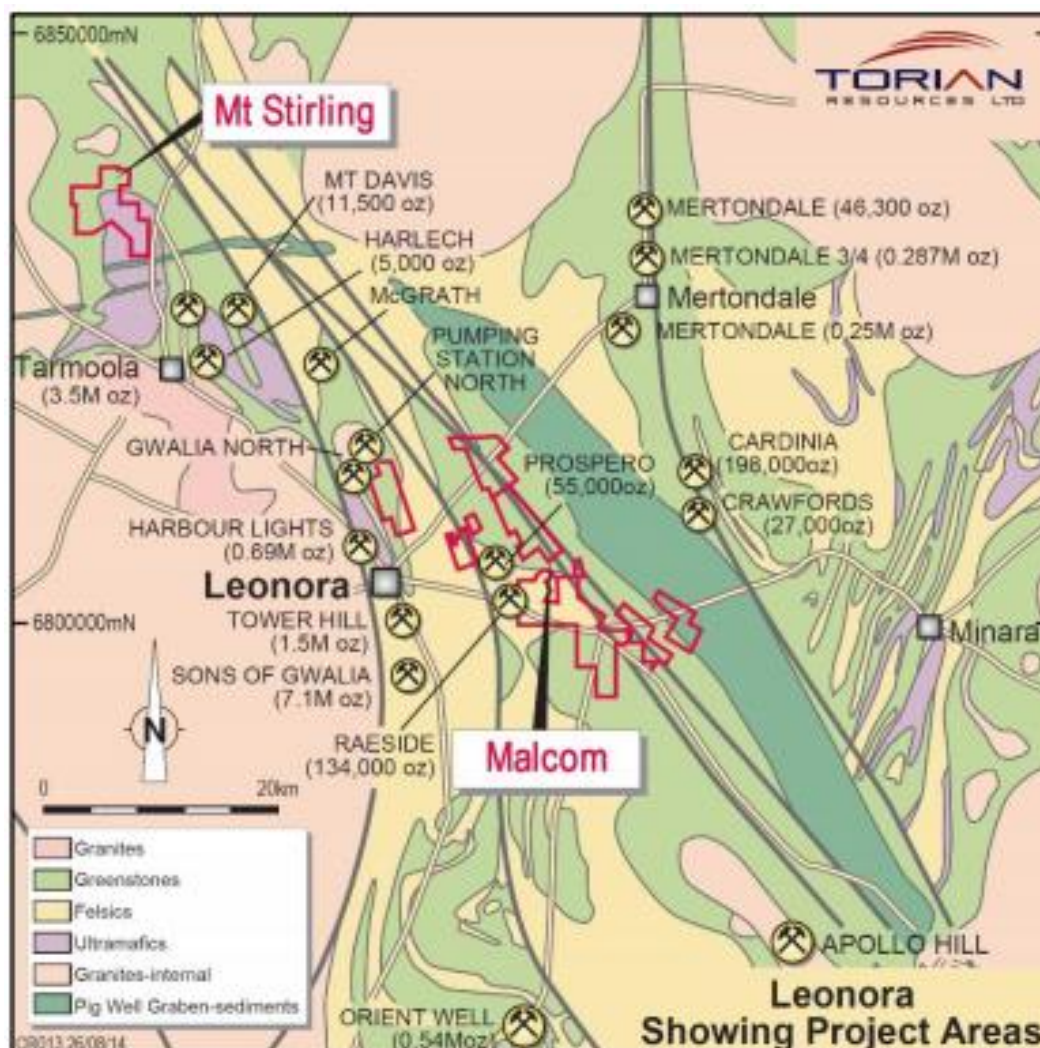 6850000mN
TORIAN
RESOURCES LTD
Mt Stirling
MT DAVIS
(11,500 oz)
HARLECH
(5,000 oz)
McGRATH
PUMPING
STATION
NORTH
MERTONDALE (46,300 oz)
MERTONDALE 3/4 (0.287M oz)
Mertondale
MERTONDALE (0.25M oz)
Tarmoola
(3.5M oz)
GWALIA NORTH
PROSPERO
(55,000oz)
CARDINIA
(198,000oz)
CRAWFORDS
(27,000oz)
HARBOUR LIGHTS
(0.69M oz)
Leonora
6800000mN
TOWER HILL
(1.5M oz)
Minara
SONS OF GWALIA
(7.1M oz)
RAESIDE
(134,000 oz)
Malcom
N
0 20km
Granites
Greenstones
Felsics
Ultramafics
Granites-internal
Pig Well Graben-sediments
APOLLO HILL
ORIENT WELL
(0.54Moz)
Leonora
Showing Project Areas